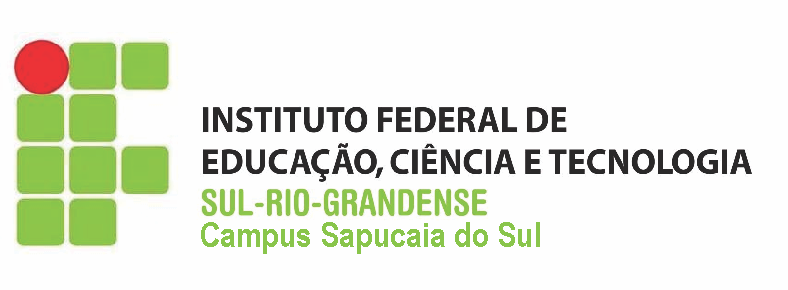 INSTITUTO FEDERAL DE
EDUCAÇÃO, CIÊNCIA E TECNOLOGIA
SUL-RIO-GRANDENSE
Campus Sapucaia do Sul